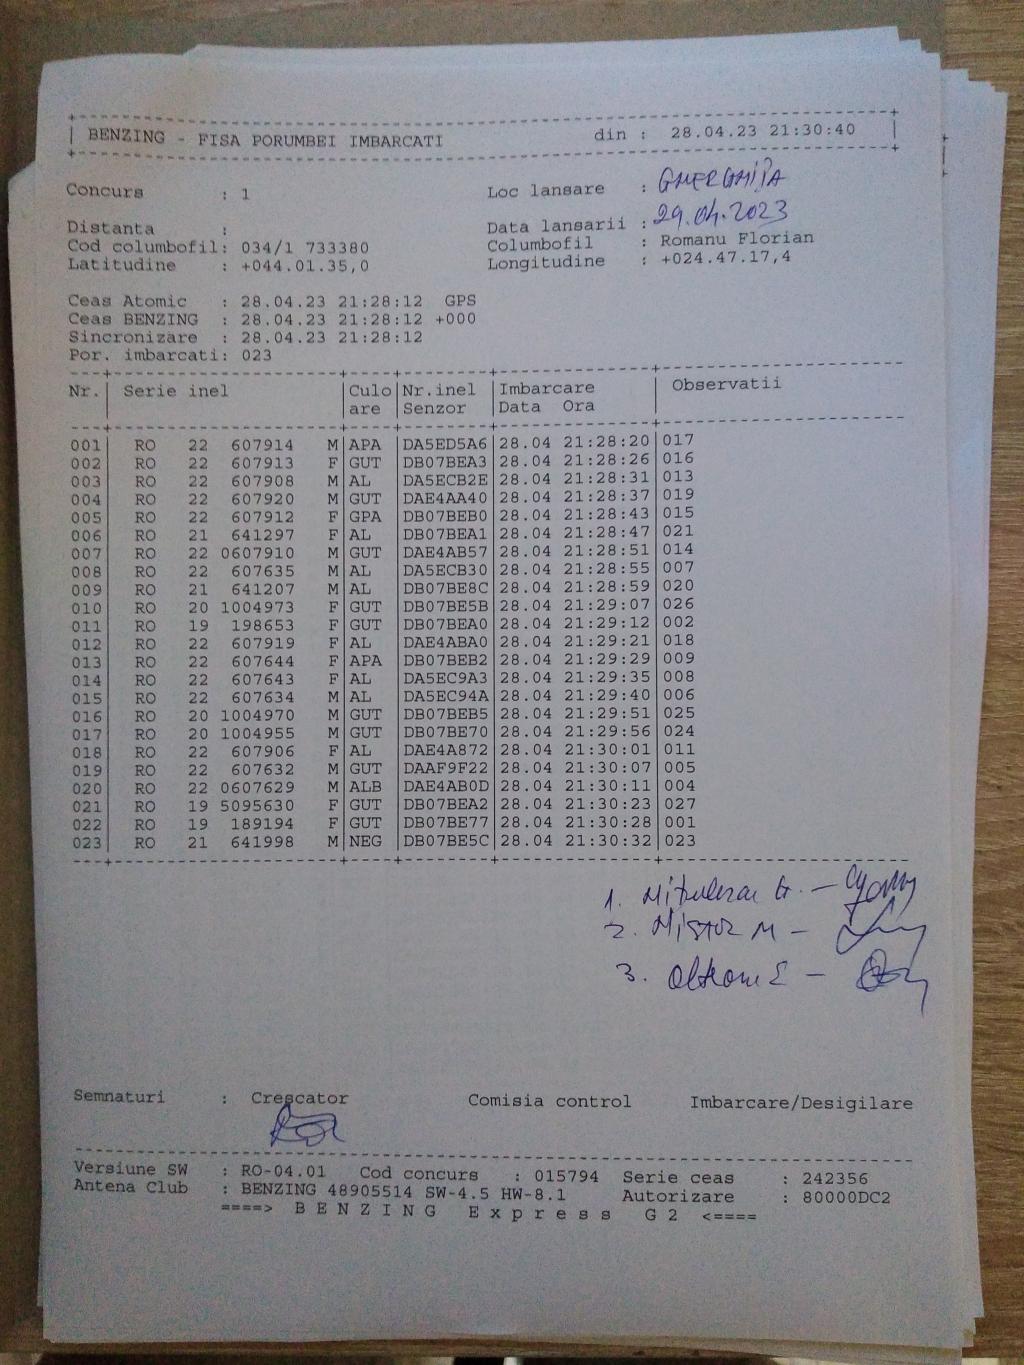 BENZING - FISA PORUMBEI IMBARCATI din : 28.04.23 21:30:40
Concurs : 1 Loc lansare : GHERGHIȚA
Distanta : Data lansarii : 29.04.2023
Cod columbofil: 034/1 733380 Columbofil : Romanu Florian
Latitudine : +044.01.35,0 Longitudine : +024.47.17,4
Ceas Atomic : 28.04.23 21:28:12 GPS
Ceas BENZING : 28.04.23 21:28:12 +000
Sincronizare : 28.04.23 21:28:12
Por. imbarcati: 023
Nr. Serie inel Culo Nr.inel Imbarcare Observatii
are Senzor Data Ora
001 RO 22 607914 M APA DA5ED5A6 28.04 21:28:20 017
002 RO 22 607913 F GUT DB07BEA3 28.04 21:28:26 016
003 RO 22 607908 M AL DA5ECB2E 28.04 21:28:31 013
004 RO 22 607920 M GUT DAE4AA40 28.04 21:28:37 019
005 RO 22 607912 F GPA DB07BEB0 28.04 21:28:43 015
006 RO 21 641297 F AL DB07BEA1 28.04 21:28:47 021
007 RO 22 0607910 M GUT DAE4AB57 28.04 21:28:51 014
008 RO 22 607635 M AL DA5ECB30 28.04 21:28:55 007
009 RO 21 641207 M AL DB07BE8C 28.04 21:28:59 020
010 RO 20 1004973 F GUT DB07BE5B 28.04 21:29:07 026
011 RO 19 198653 F GUT DB07BEA0 28.04 21:29:12 002
012 RO 22 607919 F AL DAE4ABA0 28.04 21:29:21 018
013 RO 22 607644 F APA DB07BEB2 28.04 21:29:29 009
014 RO 22 607643 F AL DA5EC9A3 28.04 21:29:35 008
015 RO 22 607634 M AL DA5EC94A 28.04 21:29:40 006
016 RO 20 1004970 M GUT DB07BEB5 28.04 21:29:51 025
017 RO 20 1004955 M GUT DB07BE70 28.04 21:29:56 024
018 RO 22 607906 F AL DAE4A872 28.04 21:30:01 011
019 RO 22 607632 M GUT DAAF9F22 28.04 21:30:07 005
020 RO 22 0607629 M ALB DAE4AB0D 28.04 21:30:11 004
021 RO 19 5095630 F GUT DB07BEA2 28.04 21:30:23 027
022 RO 19 189194 F GUT DB07BE77 28.04 21:30:28 001
023 RO 21 641998 M NEG DB07BE5C 28.04 21:30:32 023
1. G. -
2. M -
3. -
Semnaturi : Crescator Comisia control Imbarcare/Desigilare
Versiune SW : RO-04.01 Cod concurs : 015794 Serie ceas : 242356
Antena Club : BENZING 48905514 SW-4.5 HW-8.1 Autorizare : 80000DC2
====> B E N Z I N G E x p r e s s G 2 <====